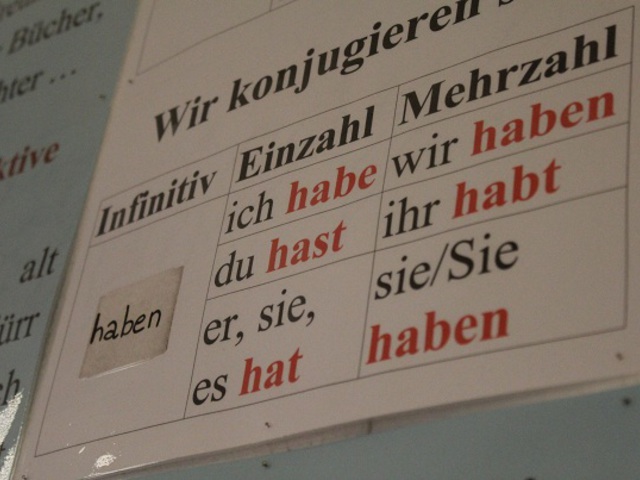 Bücher,
...
ktive
alt
Wir konjugieren
Infinitiv Einzahl Mehrzahl
haben
ich habe wir haben
du hast ihr habt
er, sie, sie/Sie
es hat haben